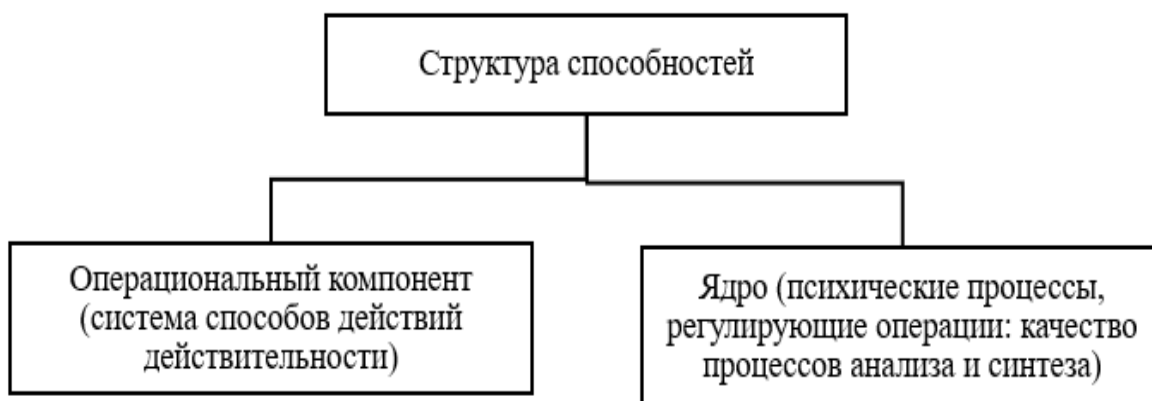 Структура способностей
Операциональный компонент
(система способов действий
действительности)
Ядро (психические процессы,
регулирующие операции: качество
процессов анализа и синтеза)